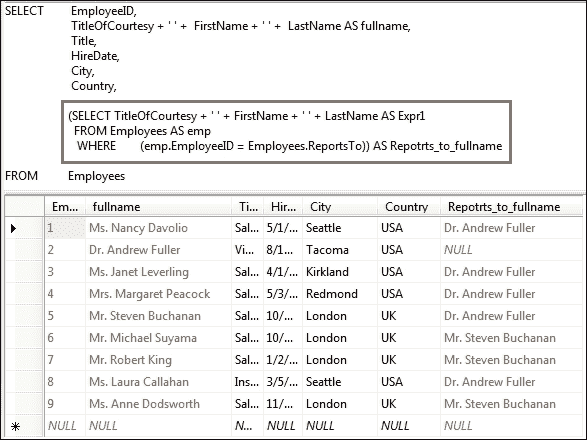 SELECT EmployeeID,
TitleOfCourtesy + ' ' + FirstName + ' ' + LastName AS fullname,
Title,
HireDate,
City,
Country,
(SELECT TitleOfCourtesy + ' ' + FirstName + ' ' + LastName AS Expr1
FROM Employees AS emp
WHERE (emp.EmployeeID = Employees.ReportsTo)) AS Repotrts_to_fullname
FROM Employees
Em... fullname Ti... Hir... City Country Repotrts_to_fullname
1 Ms. Nancy Davolio Sal... 5/1/... Seattle USA Dr. Andrew Fuller
2 Dr. Andrew Fuller Vi... 8/1... Tacoma USA NULL
3 Ms. Janet Leverling Sal... 4/1/... Kirkland USA Dr. Andrew Fuller
4 Mrs. Margaret Peacock Sal... 5/3/... Redmond USA Dr. Andrew Fuller
5 Mr. Steven Buchanan Sal... 10/... London UK Dr. Andrew Fuller
6 Mr. Michael Suyama Sal... 10/... London UK Mr. Steven Buchanan
7 Mr. Robert King Sal... 1/2/... London UK Mr. Steven Buchanan
8 Ms. Laura Callahan Ins... 3/5/... Seattle USA Dr. Andrew Fuller
9 Ms. Anne Dodsworth Sal... 11/... London UK Mr. Steven Buchanan
NULL NULL N... NULL NULL NULL NULL